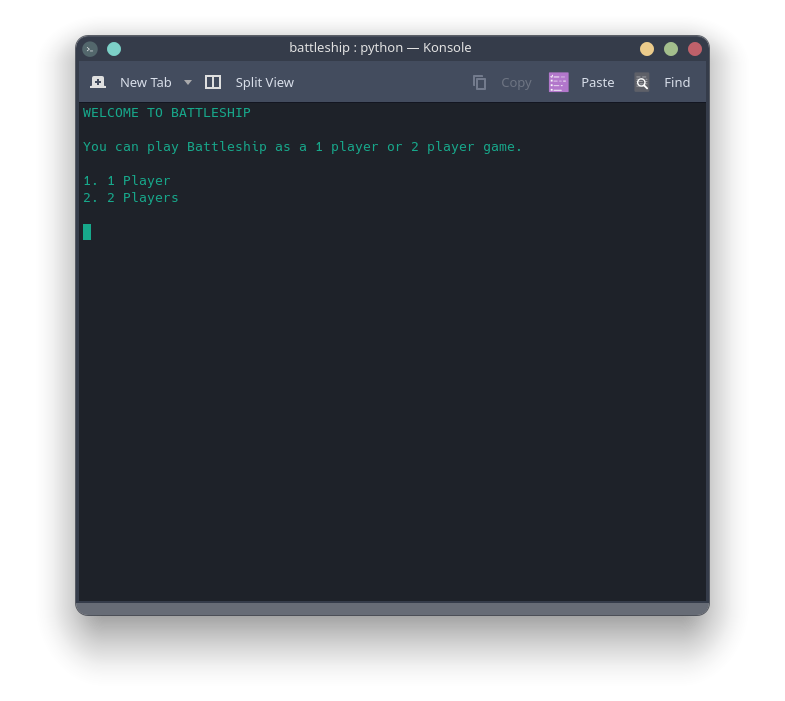 battleship : python — Konsole
New Tab Split View Copy Paste Find
WELCOME TO BATTLESHIP
You can play Battleship as a 1 player or 2 player game.
1. 1 Player
2. 2 Players